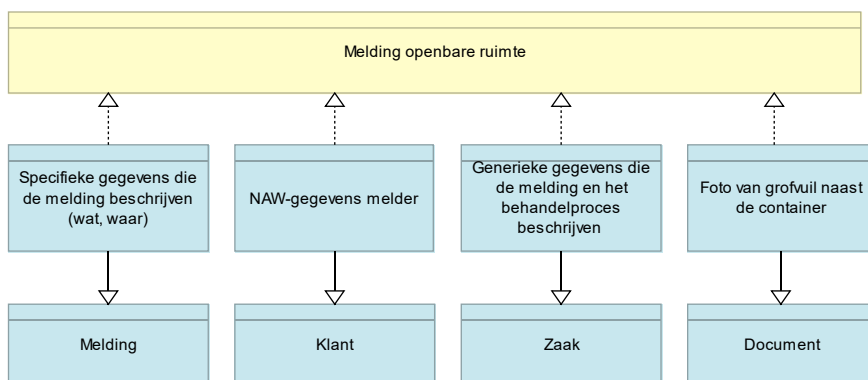 Melding openbare ruimte
Specifieke gegevens die
de melding beschrijven
(wat, waar)
NAW-gegevens melder
Generieke gegevens die
de melding en het
behandelproces
beschrijven
Foto van grofvuil naast
de container
Melding
Klant
Zaak
Document